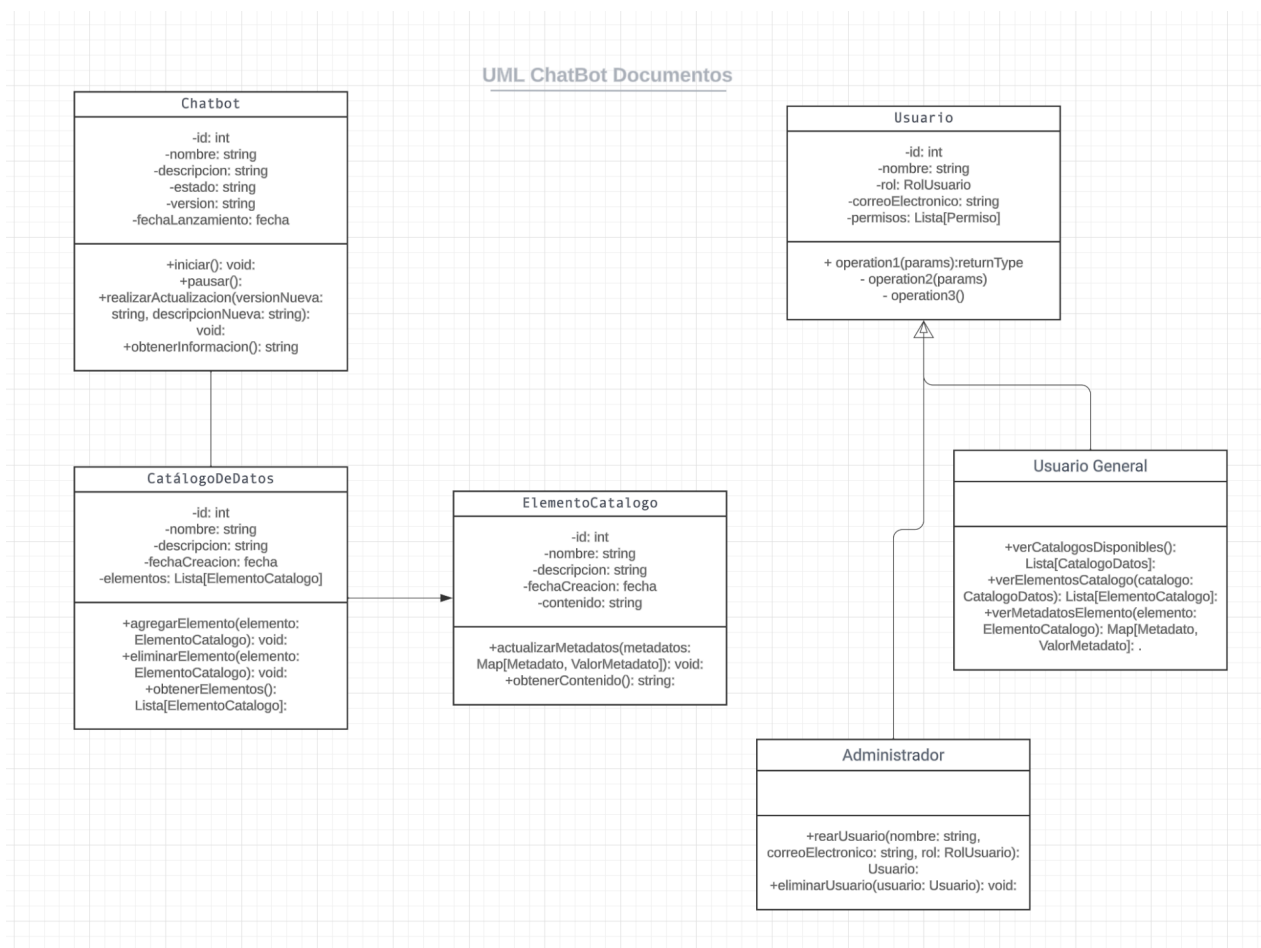 UML ChatBot Documentos
Chatbot
-id: int
-nombre: string
-descripcion: string
-estado: string
-version: string
-fechaLanzamiento: fecha
+iniciar(): void:
+pausar():
+realizarActualizacion(versionNueva:
string, descripcionNueva: string):
void:
+obtenerInformacion(): string
Usuario
-id: int
-nombre: string
-rol: RolUsuario
-correoElectronico: string
-permisos: Lista[Permiso]
+ operation1(params):returnType
- operation2(params)
- operation3()
CatálogoDeDatos
-id: int
-nombre: string
-descripcion: string
-fechaCreacion: fecha
-elementos: Lista[ElementoCatalogo]
+agregarElemento(elemento:
ElementoCatalogo): void:
+eliminarElemento(elemento:
ElementoCatalogo): void:
+obtenerElementos():
Lista[ElementoCatalogo]:
ElementoCatalogo
-id: int
-nombre: string
-descripcion: string
-fechaCreacion: fecha
-contenido: string
+actualizarMetadatos(metadatos:
Map[Metadato, ValorMetadato]): void:
+obtenerContenido(): string:
Usuario General
+verCatalogosDisponibles():
Lista[CatalogoDatos]:
+verElementosCatalogo(catalogo:
CatalogoDatos): Lista[ElementoCatalogo]:
+verMetadatosElemento(elemento:
ElementoCatalogo): Map[Metadato,
ValorMetadato]: .
Administrador
+rearUsuario(nombre: string,
correoElectronico: string, rol: RolUsuario):
Usuario:
+eliminarUsuario(usuario: Usuario): void: